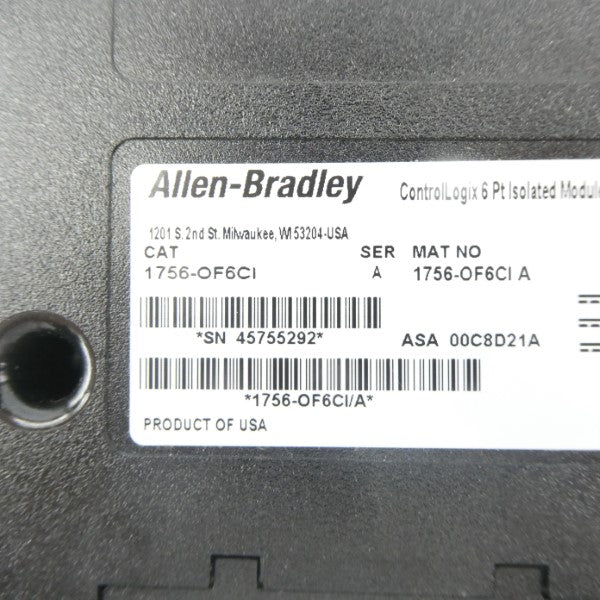 Allen-Bradley ControlLogix 6 Pt Isolated Module
1201 S. 2nd St. Milwaukee, WI 53204-USA
CAT SER MAT NO
1756-OF6CI A 1756-OF6CI A
*SN 45755292* ASA 00C8D21A
*1756-OF6CI/A*
PRODUCT OF USA